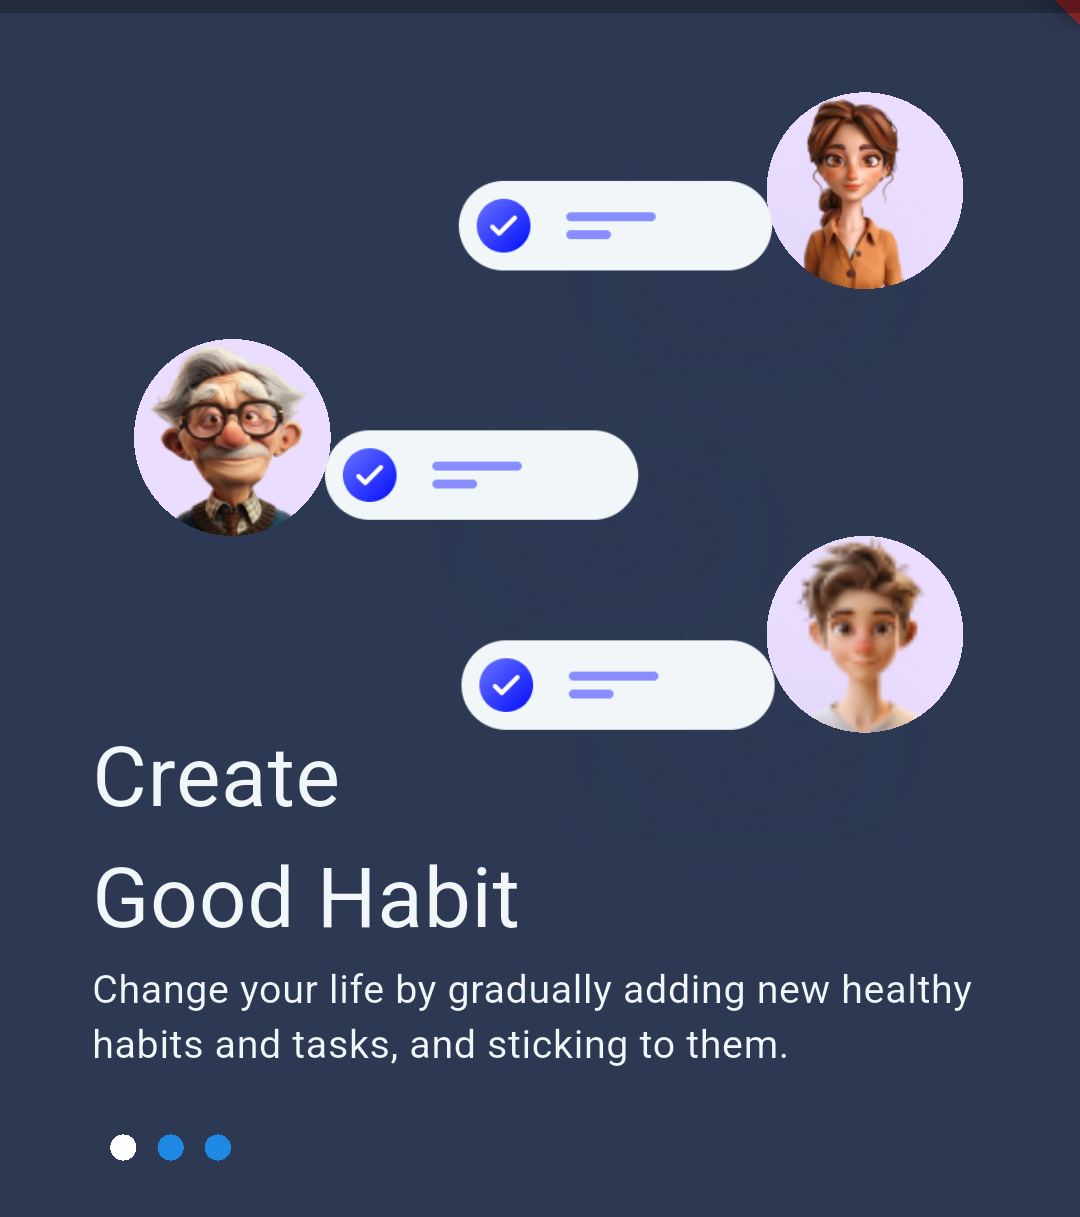 Create
Good Habit
Change your life by gradually adding new healthy
habits and tasks, and sticking to them.